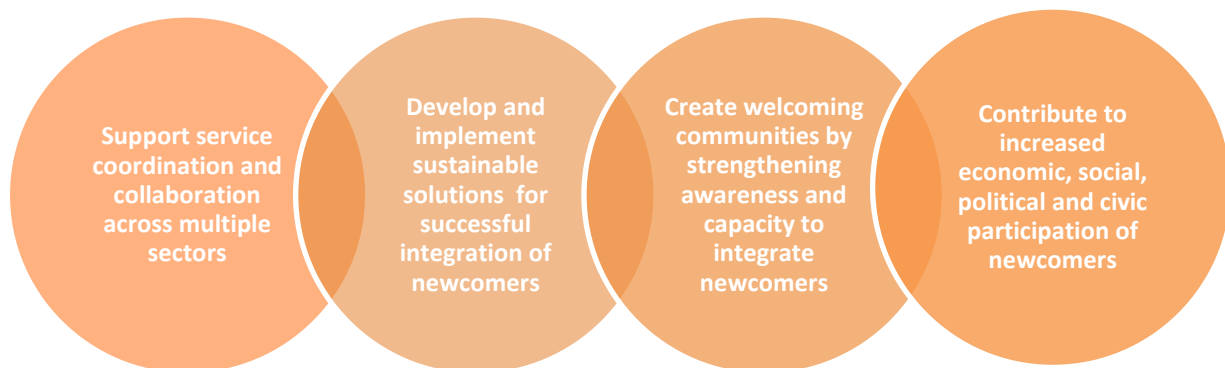 Support service
coordination and
collaboration
across multiple
sectors
Develop and
implement
sustainable
solutions for
successful
integration of
newcomers
Create welcoming
communities by
strengthening
awareness and
capacity to
integrate
newcomers
Contribute to
increased
economic, social,
political and civic
participation of
newcomers